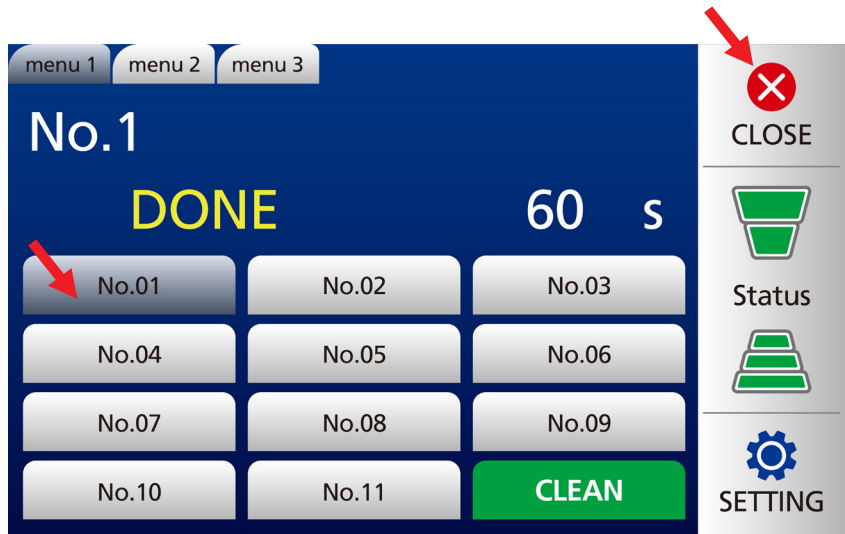 menu 1 menu 2 menu 3
No.1
DONE 60 s
No.01 No.02 No.03
No.04 No.05 No.06
No.07 No.08 No.09
No.10 No.11 CLEAN
CLOSE
Status
SETTING